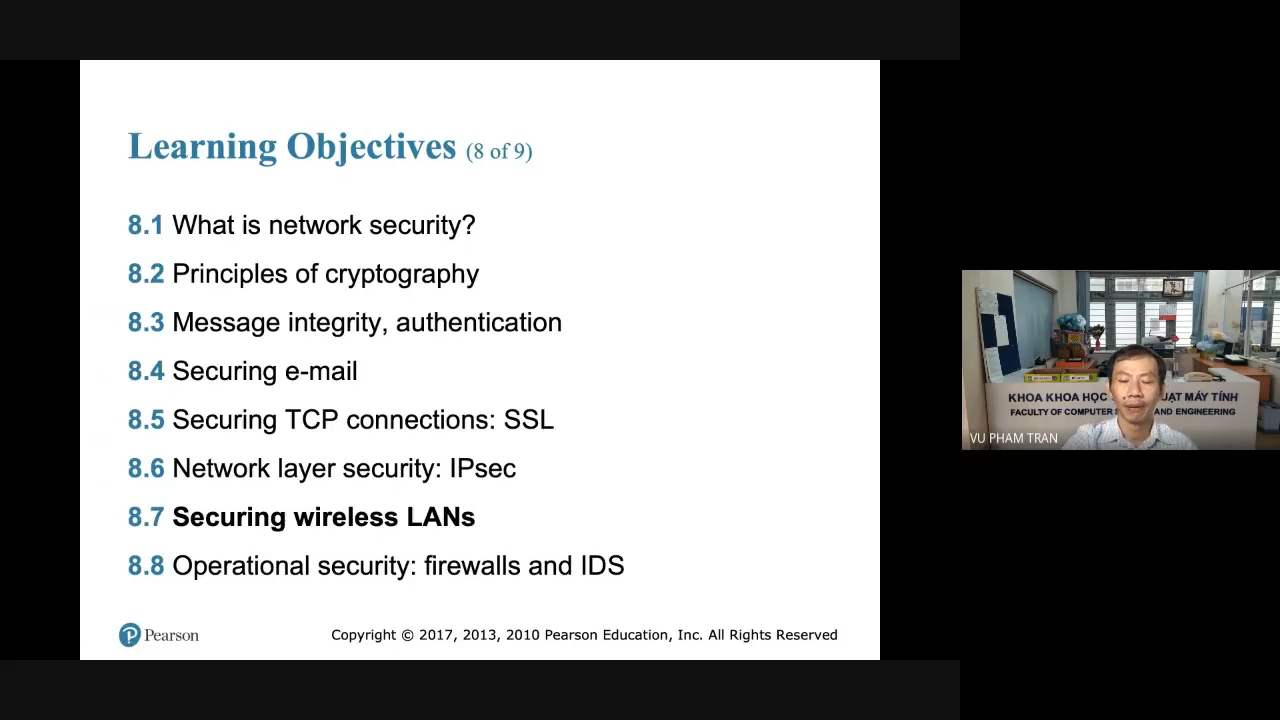 Learning Objectives (8 of 9)
8.1 What is network security?
8.2 Principles of cryptography
8.3 Message integrity, authentication
8.4 Securing e-mail
8.5 Securing TCP connections: SSL
8.6 Network layer security: IPsec
8.7 Securing wireless LANs
8.8 Operational security: firewalls and IDS
Pearson
Copyright © 2017, 2013, 2010 Pearson Education, Inc. All Rights Reserved
KHOA KHOA HỌC MÁY TÍNH
FACULTY OF COMPUTER AND ENGINEERING
VU PHAM TRAN